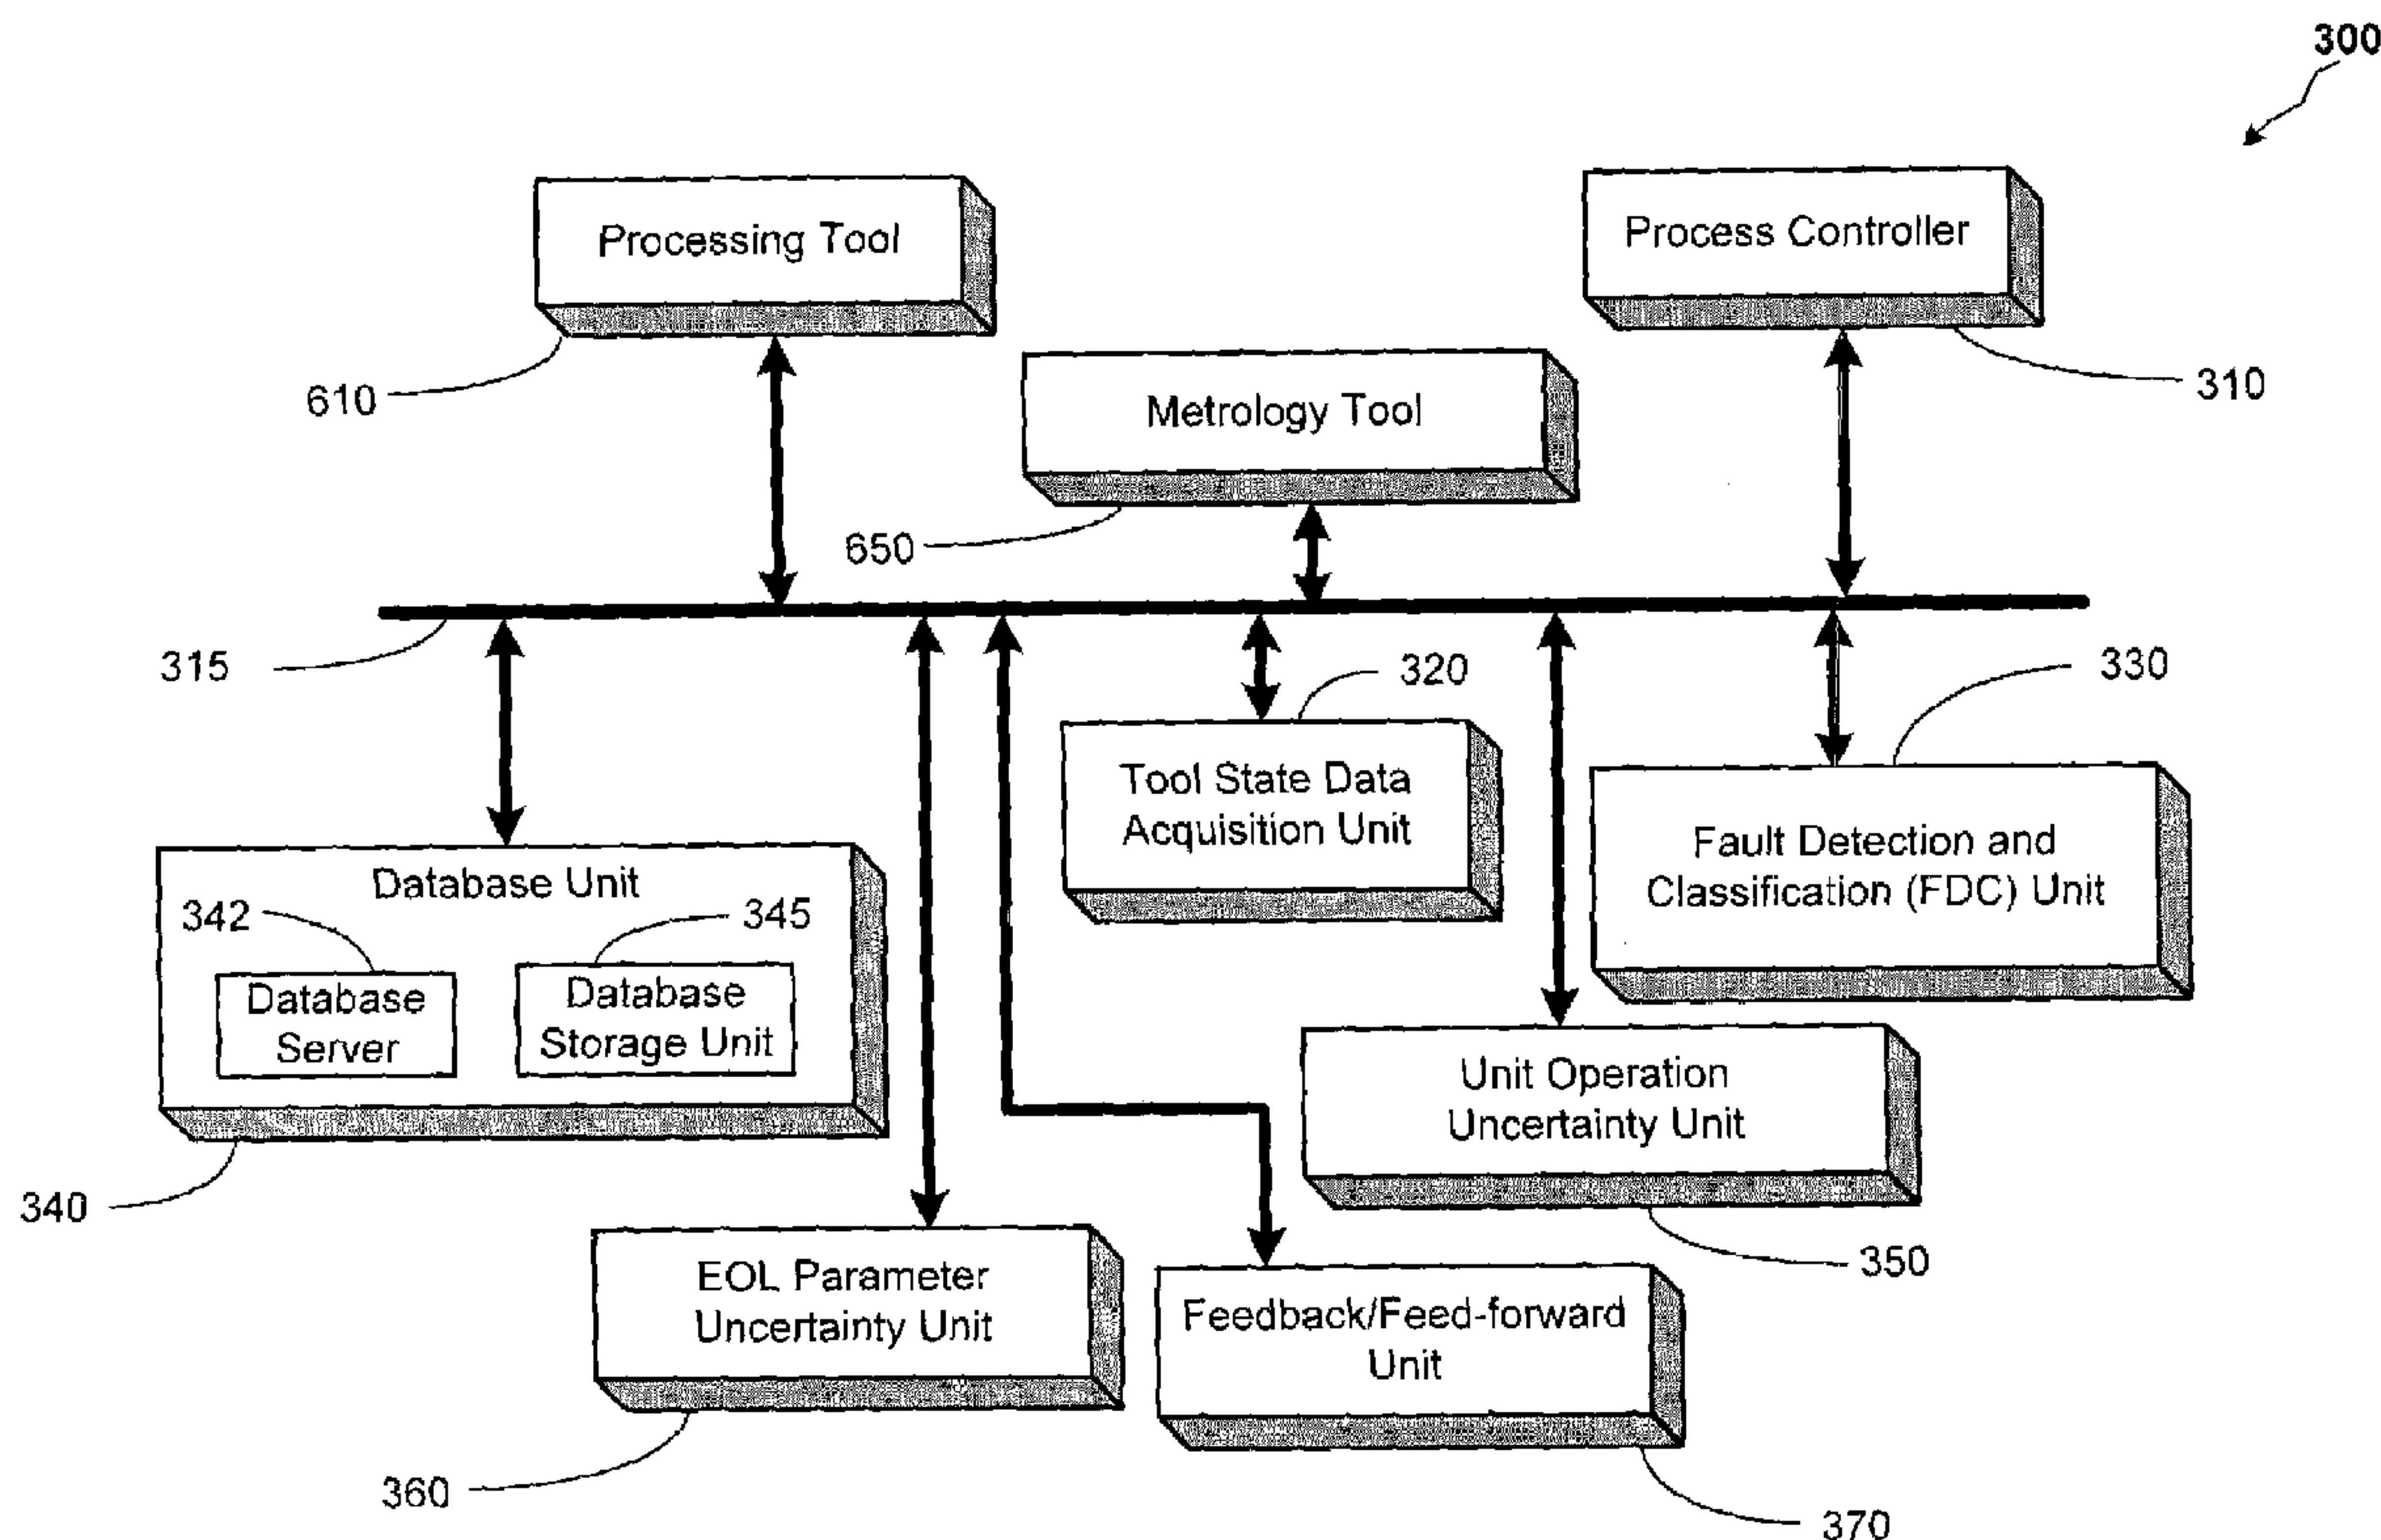 300
Processing Tool
Process Controller
610
Metrology Tool
310
650
315
320
330
Tool State Data
Acquisition Unit
Fault Detection and
Classification (FDC) Unit
Database Unit
342
345
Database
Server
Database
Storage Unit
Unit Operation
Uncertainty Unit
340
350
EOL Parameter
Uncertainty Unit
Feedback/Feed-forward
Unit
360
370